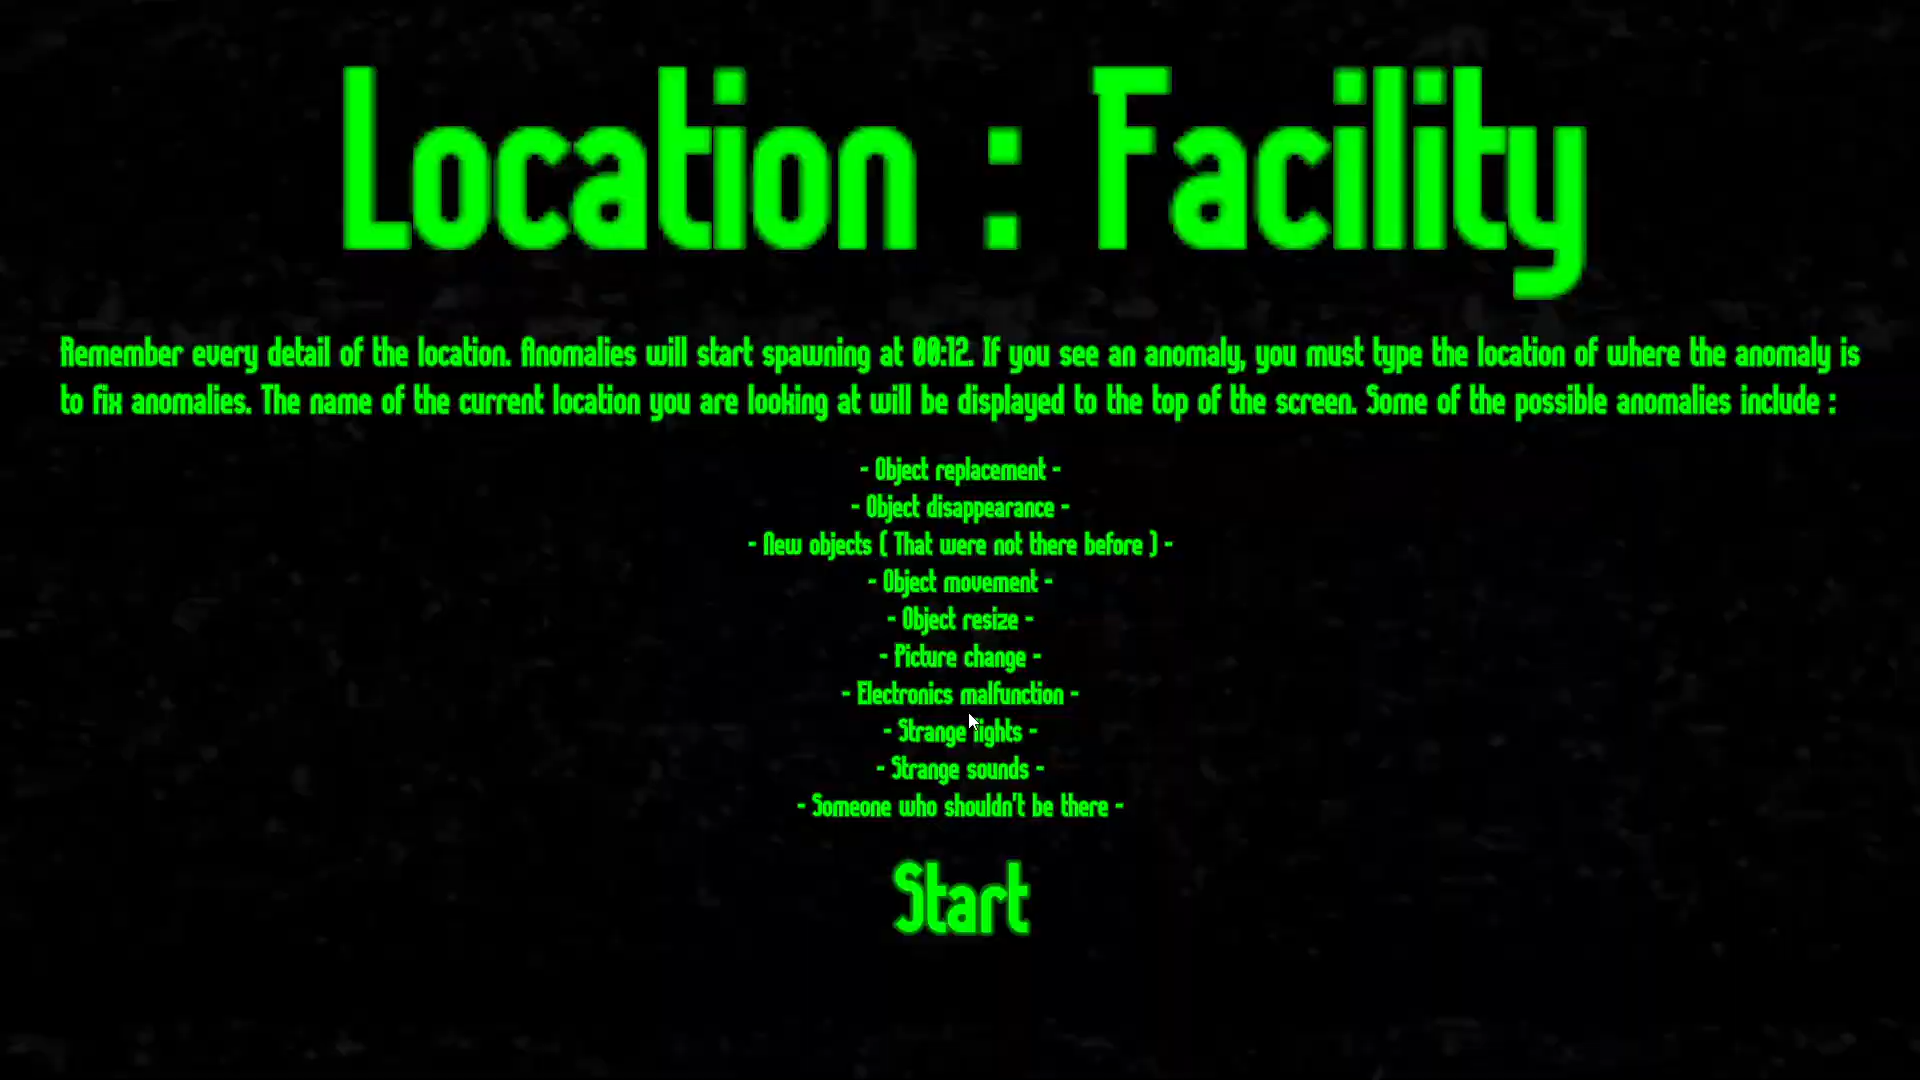 Location : Facility
Remember every detail of the location. Anomalies will start spawning at 00:12. If you see an anomaly, you must type the location of where the anomaly is
to fix anomalies. The name of the current location you are looking at will be displayed to the top of the screen. Some of the possible anomalies include :
- Object replacement -
- Object disappearance -
- New objects ( That were not there before ) -
- Object movement -
- Object resize -
- Picture change -
- Electronics malfunction -
- Strange lights -
- Strange sounds -
- Someone who shouldn't be there -
Start